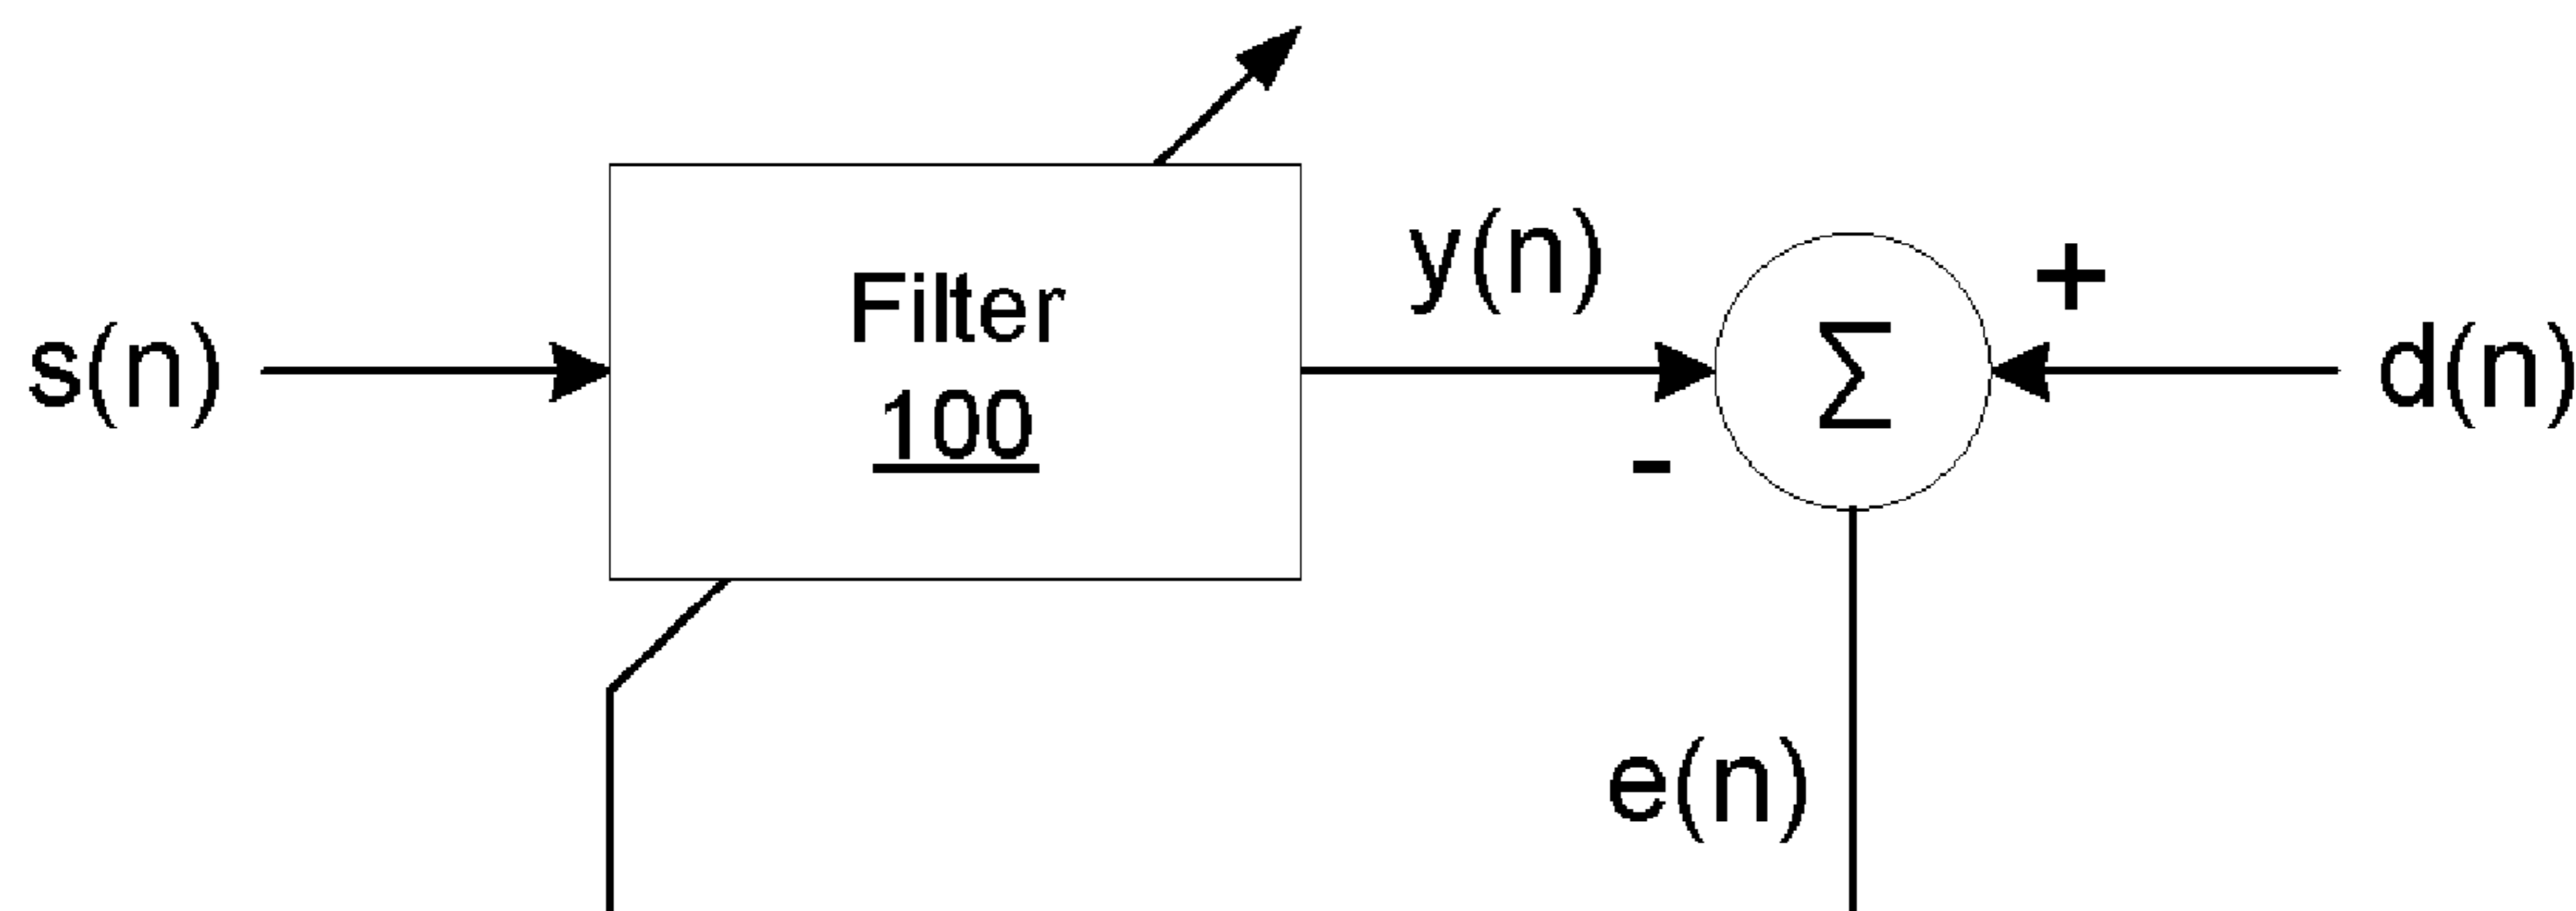 s(n)
Filter
100
y(n)
-
Σ
+
d(n)
e(n)